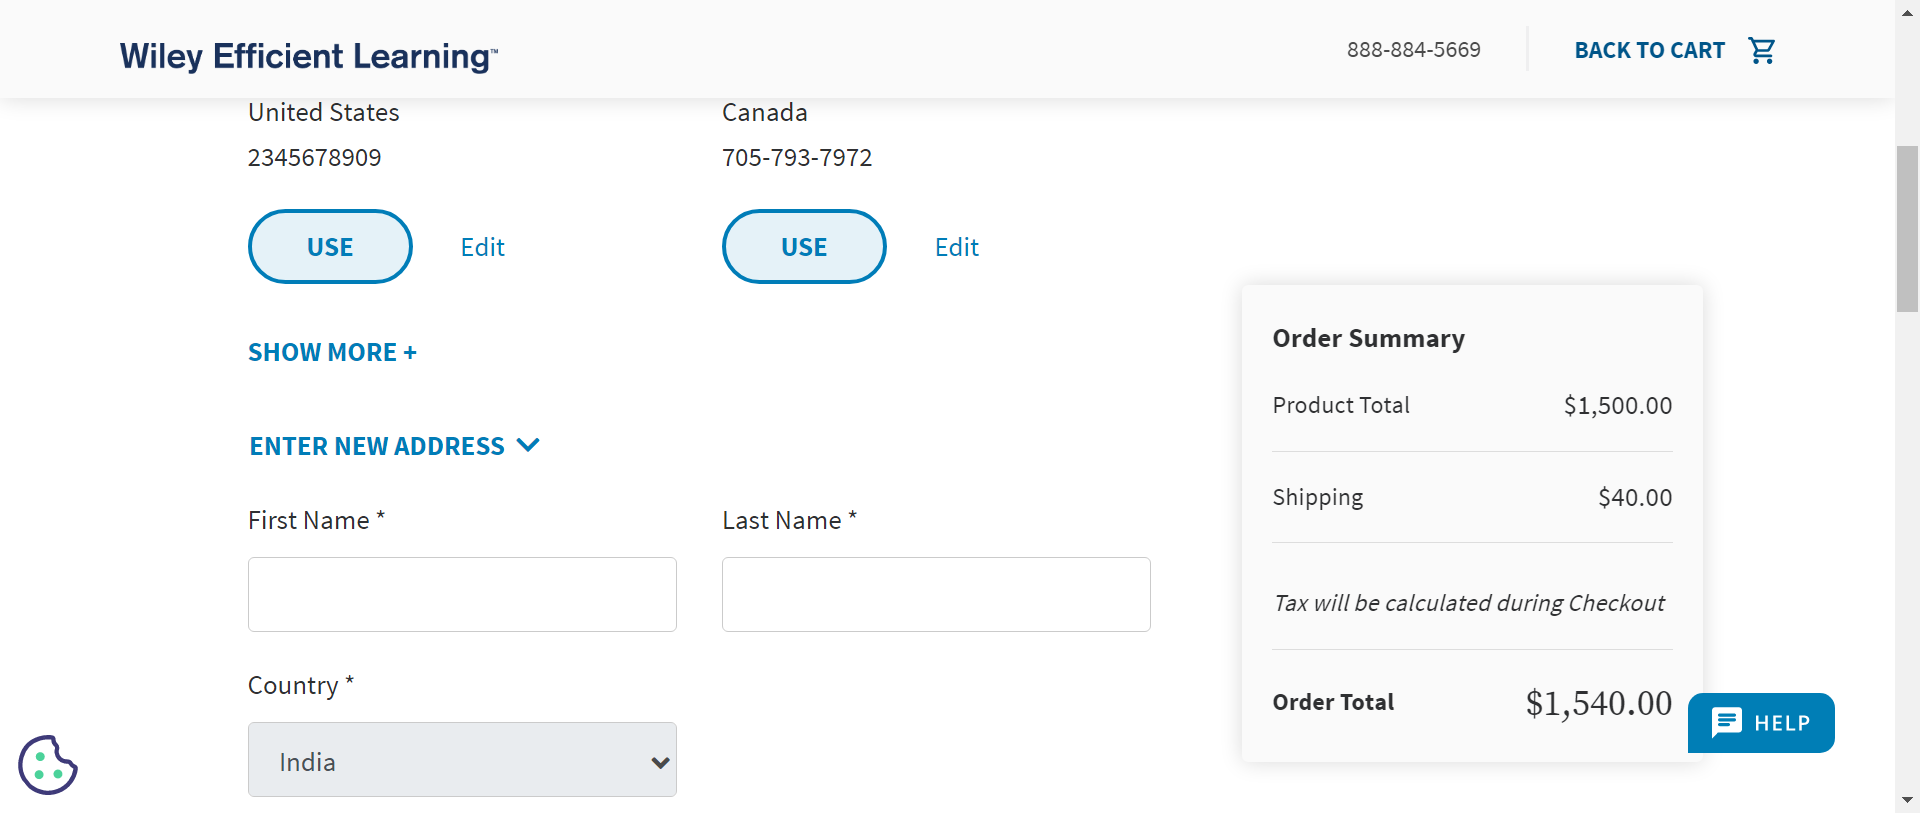 Wiley Efficient Learning™
888-884-5669
BACK TO CART
United States
2345678909
USE
Edit
Canada
705-793-7972
USE
Edit
SHOW MORE +
ENTER NEW ADDRESS
First Name *
Last Name *
Country *
India
Order Summary
Product Total $1,500.00
Shipping $40.00
Tax will be calculated during Checkout
Order Total $1,540.00
HELP